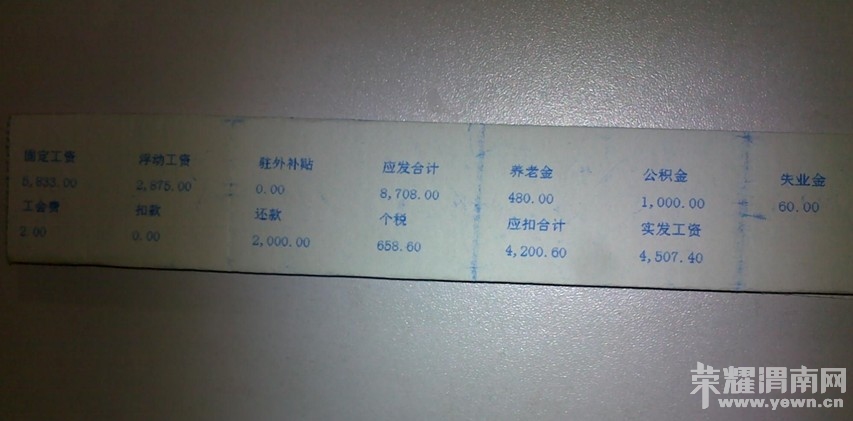 固定工资 浮动工资 驻外补贴 应发合计 养老金 公积金 失业金
5,833.00 2,875.00 0.00 8,708.00 480.00 1,000.00 60.00
工会费 扣款 还款 个税 应扣合计 实发工资
2.00 0.00 2,000.00 658.60 4,200.60 4,507.40
荣耀渭南网
www.yewn.cn